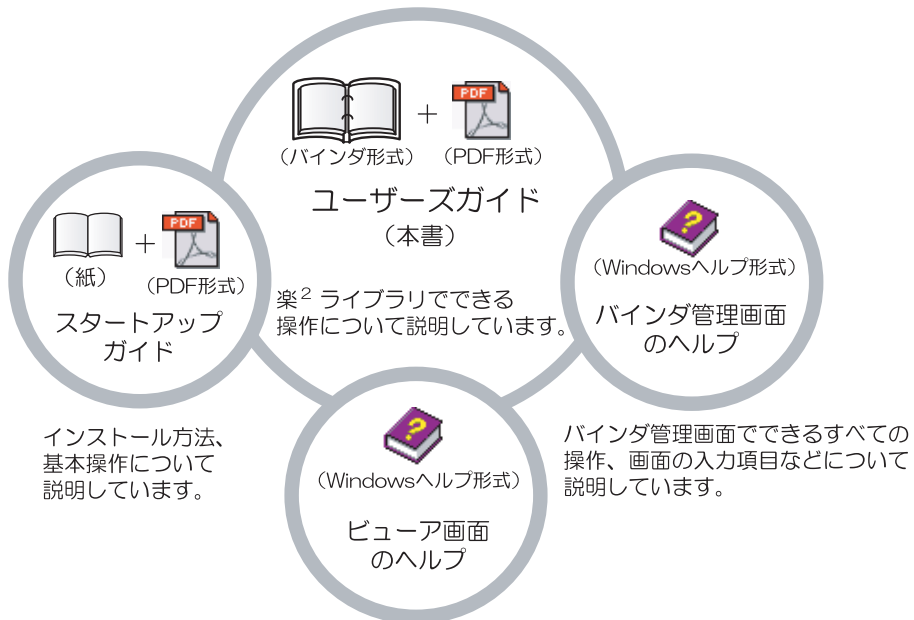 PDF
+
(バインダ形式) (PDF形式)
ユーザーズガイド
(本書)
楽² ライブラリでできる
操作について説明しています。
PDF
+
(紙) (PDF形式)
スタートアップ
ガイド
インストール方法、
基本操作について
説明しています。
?
(Windowsヘルプ形式)
バインダ管理画面
のヘルプ
バインダ管理画面でできるすべての
操作、画面の入力項目などについて
説明しています。
?
(Windowsヘルプ形式)
ビューア画面
のヘルプ